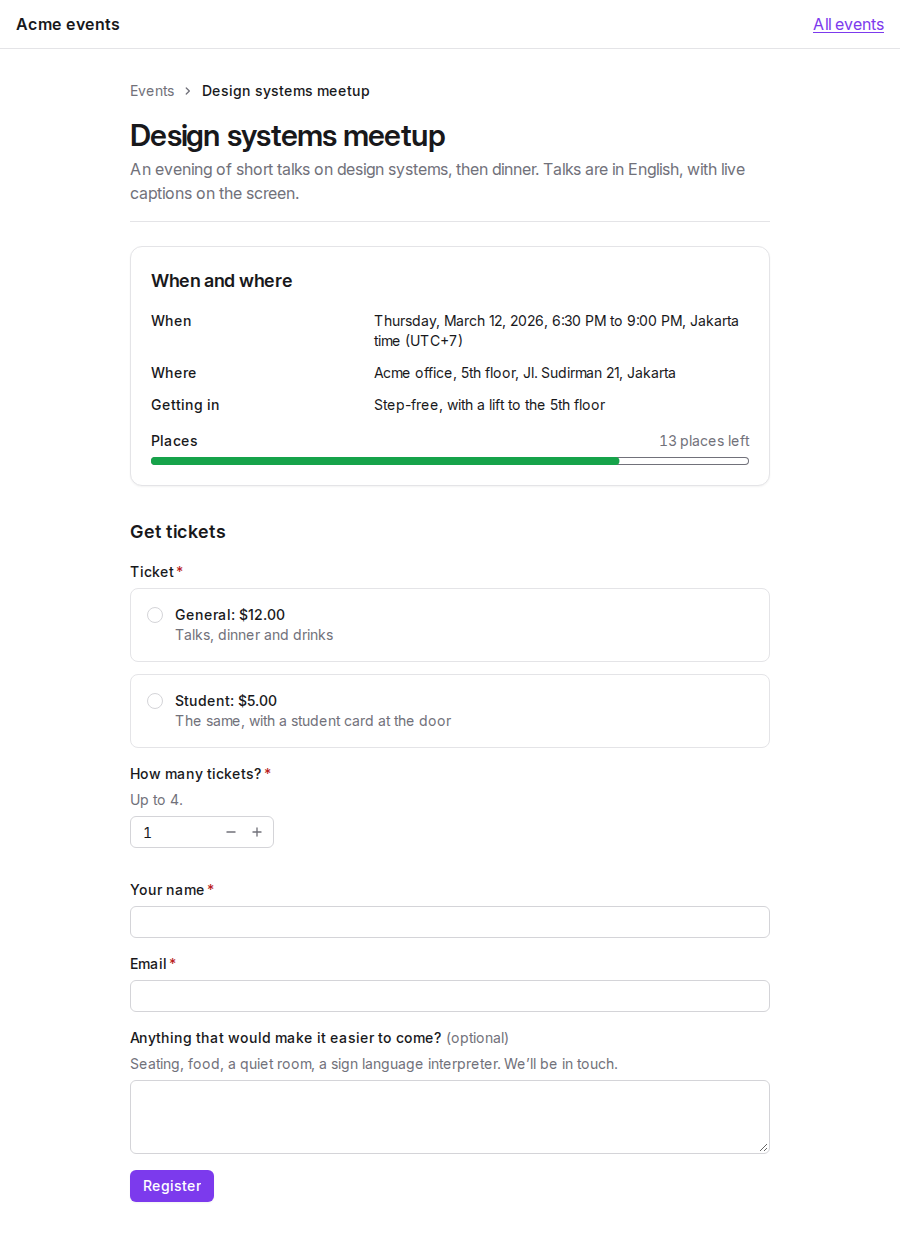 Acme events
All events
Events
Design systems meetup
Design systems meetup
An evening of short talks on design systems, then dinner. Talks are in English, with live
captions on the screen.
When and where
When
Thursday, March 12, 2026, 6:30 PM to 9:00 PM, Jakarta
time (UTC+7)
Where
Acme office, 5th floor, Jl. Sudirman 21, Jakarta
Getting in
Step-free, with a lift to the 5th floor
Places
13 places left
Get tickets
Ticket*
General: $12.00
Talks, dinner and drinks
Student: $5.00
The same, with a student card at the door
How many tickets?*
Up to 4.
1
Your name*
Email*
Anything that would make it easier to come? (optional)
Seating, food, a quiet room, a sign language interpreter. We’ll be in touch.
Register